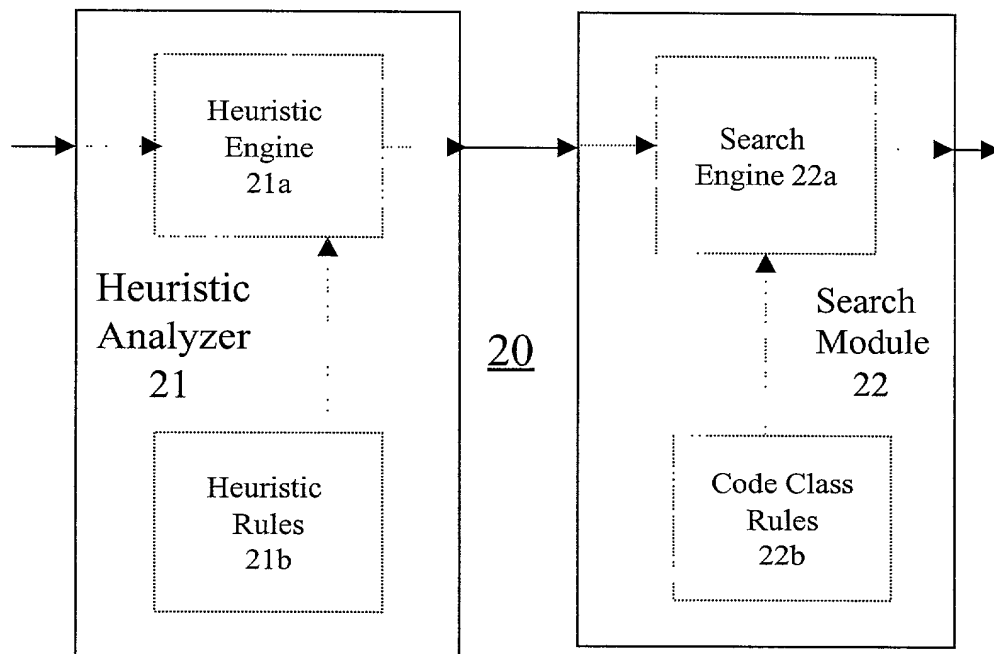 Heuristic
Engine
21a
Heuristic
Analyzer
21
Heuristic
Rules
21b
20
Search
Engine 22a
Search
Module
22
Code Class
Rules
22b